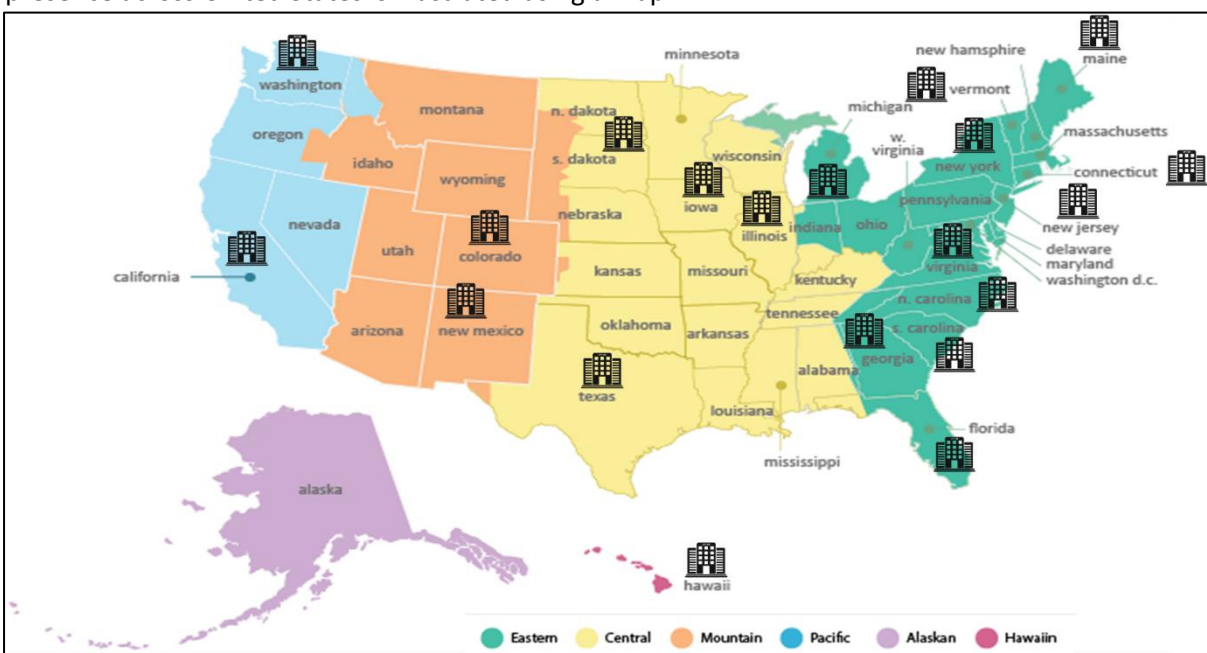 minnesota
new hamsphire
maine
washington
montana
n. dakota
michigan
vermont
oregon
w.
virginia
massachusetts
idaho
s. dakota
wisconsin
new york
connecticut
wyoming
iowa
pennsylvania
nevada
nebraska
illinois
indiana
ohio
new jersey
utah
colorado
delaware
california
kansas
missouri
virginia
maryland
kentucky
washington d.c.
n. carolina
arizona
new mexico
oklahoma
arkansas
tennessee
s. carolina
georgia
texas
alabama
louisiana
florida
mississippi
alaska
hawaii
Eastern
Central
Mountain
Pacific
Alaskan
Hawaiin